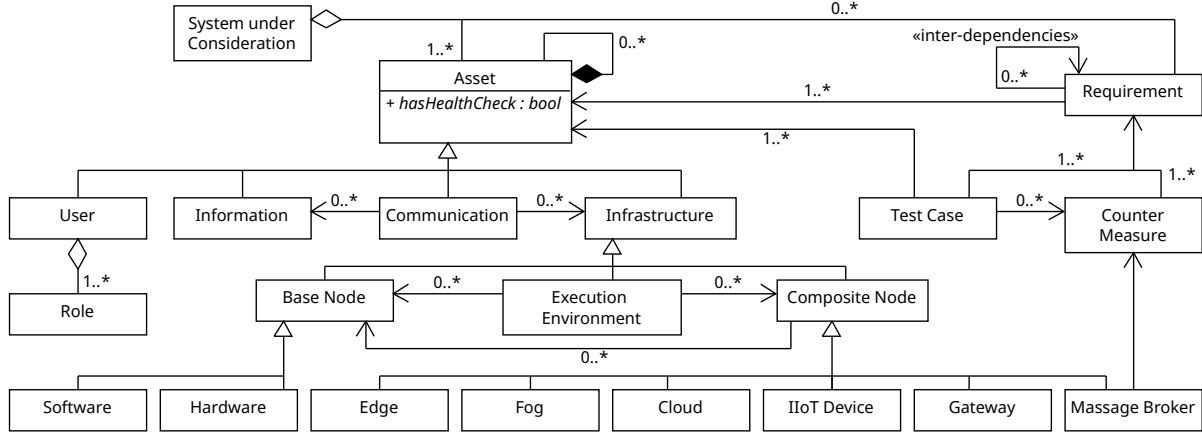 System under
Consideration
0..*
1..*
0..*
«inter-dependencies»
Asset
0..*
+ hasHealthCheck : bool
1..*
Requirement
1..*
1..*
1..*
User
Information
0..*
Communication
0..*
Infrastructure
Test Case
0..*
Counter
Measure
1..*
Role
Base Node
0..*
Execution
Environment
0..*
Composite Node
0..*
Software
Hardware
Edge
Fog
Cloud
IIoT Device
Gateway
Massage Broker